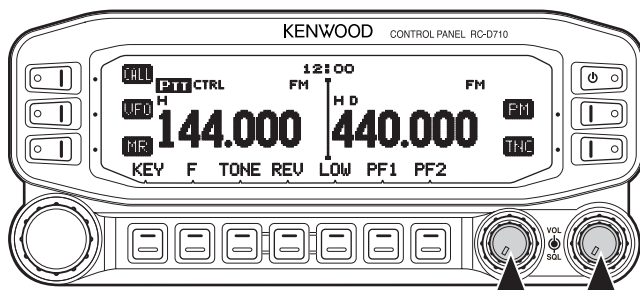 KENWOOD CONTROL PANEL RC-D710
CALL 12:00
PTT CTRL FM FM
H H D
VFO 144.000 440.000 PM
MR TNC
KEY F TONE REV LOW PF1 PF2
VOL
SQL